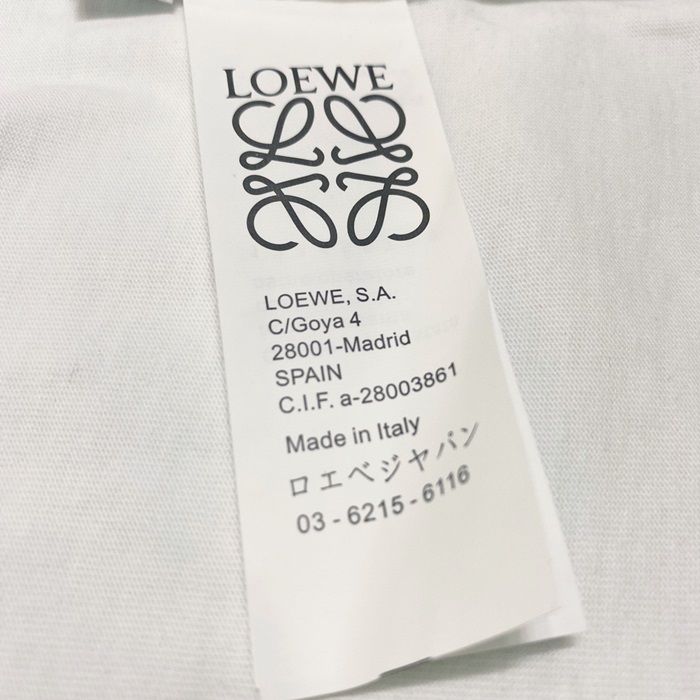 LOEWE
LOEWE, S.A.
C/Goya 4
28001-Madrid
SPAIN
C.I.F. a-28003861
Made in Italy
ロエベジャパン
03 - 6215 - 6116